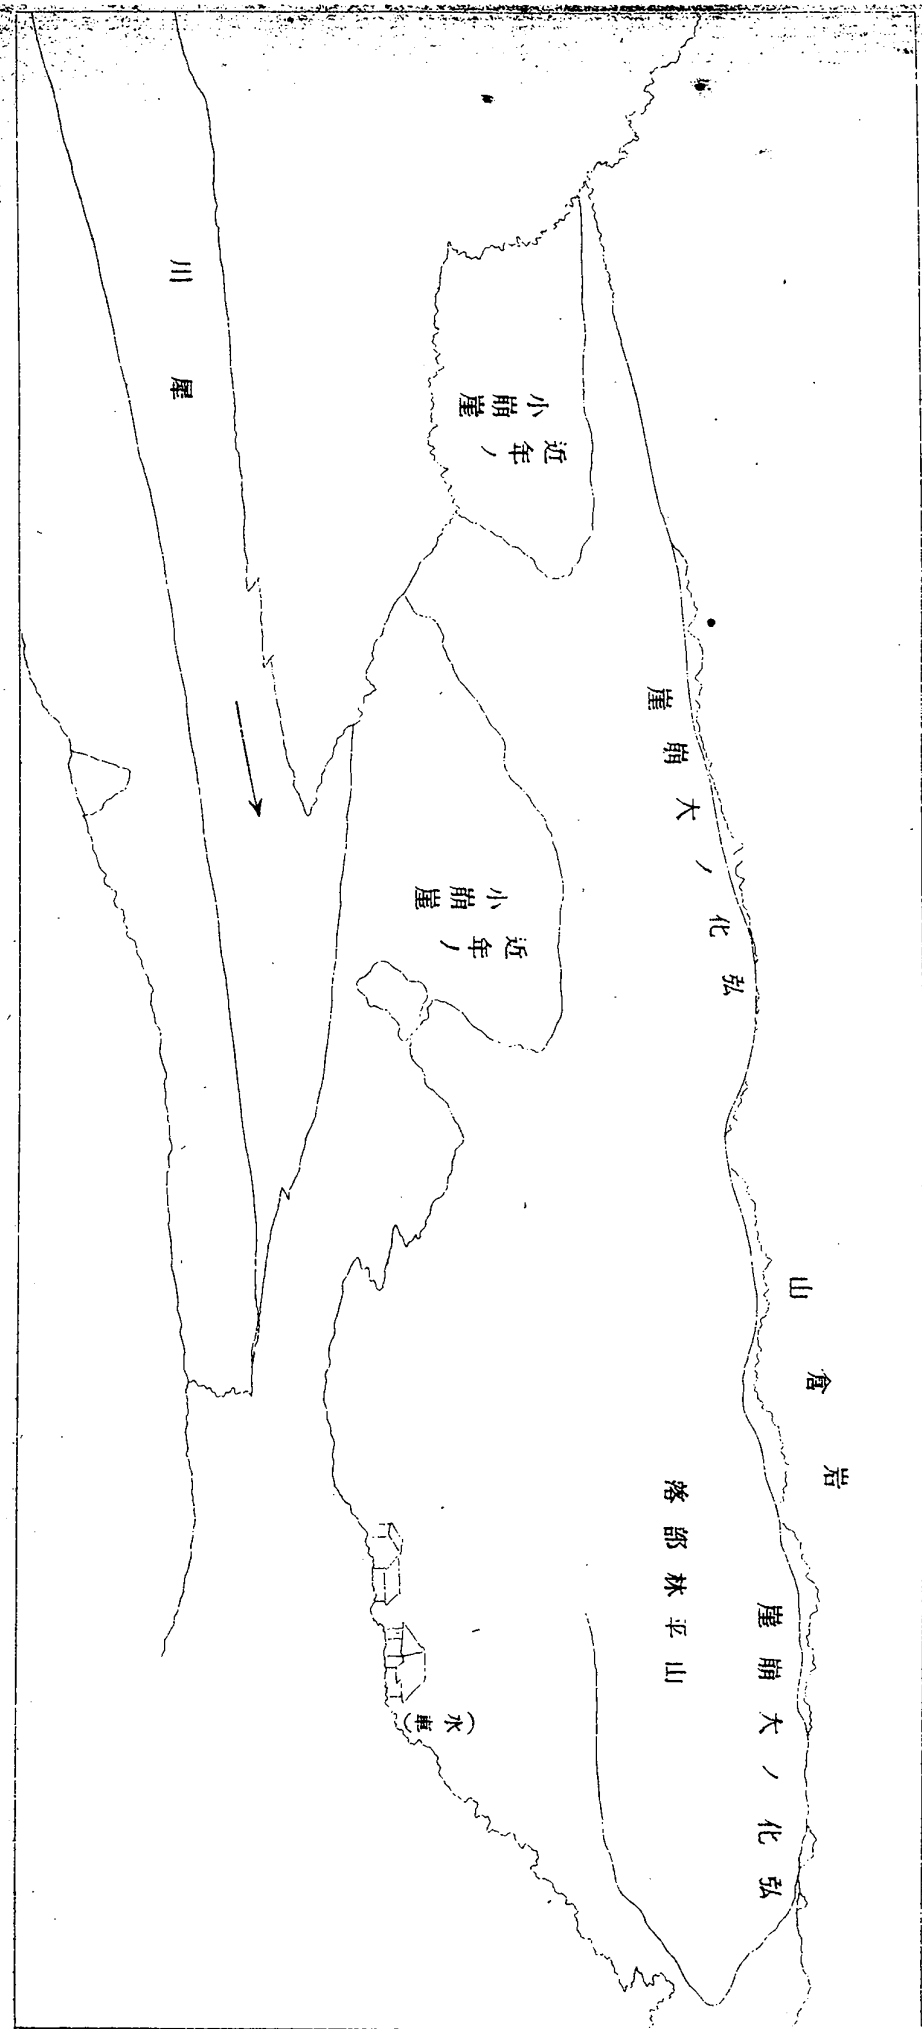 岩倉山
弘化ノ大崩崖
弘化ノ大崩崖
山平林部落
(水車)
近年ノ
小崩崖
近年ノ
小崩崖
犀川